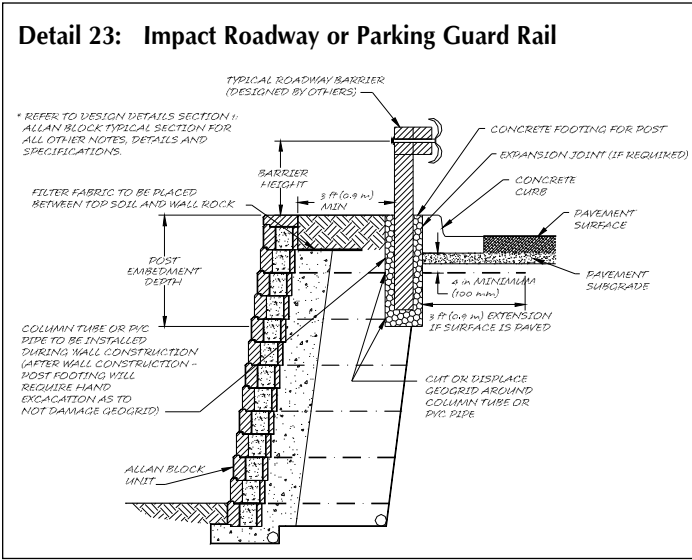 Detail 23: Impact Roadway or Parking Guard Rail
TYPICAL ROADWAY BARRIER
(DESIGNED BY OTHERS)
* REFER TO DESIGN DETAILS SECTION 1:
ALLAN BLOCK TYPICAL SECTION FOR
ALL OTHER NOTES, DETAILS AND
SPECIFICATIONS.
CONCRETE FOOTING FOR POST
EXPANSION JOINT (IF REQUIRED)
BARRIER
HEIGHT
CONCRETE
CURB
FILTER FABRIC TO BE PLACED
BETWEEN TOP SOIL AND WALL ROCK
3 ft (0.9 m)
MIN
PAVEMENT
SURFACE
POST
EMBEDMENT
DEPTH
PAVEMENT
SUBGRADE
4 in MINIMUM
(100 mm)
3 ft (0.9 m) EXTENSION
IF SURFACE IS PAVED
COLUMN TUBE OR PVC
PIPE TO BE INSTALLED
DURING WALL CONSTRUCTION
(AFTER WALL CONSTRUCTION --
POST FOOTING WILL
REQUIRE HAND
EXCACATION AS TO
NOT DAMAGE GEOGRID)
CUT OR DISPLACE
GEOGRID AROUND
COLUMN TUBE OR
PVC PIPE
ALLAN BLOCK
UNIT